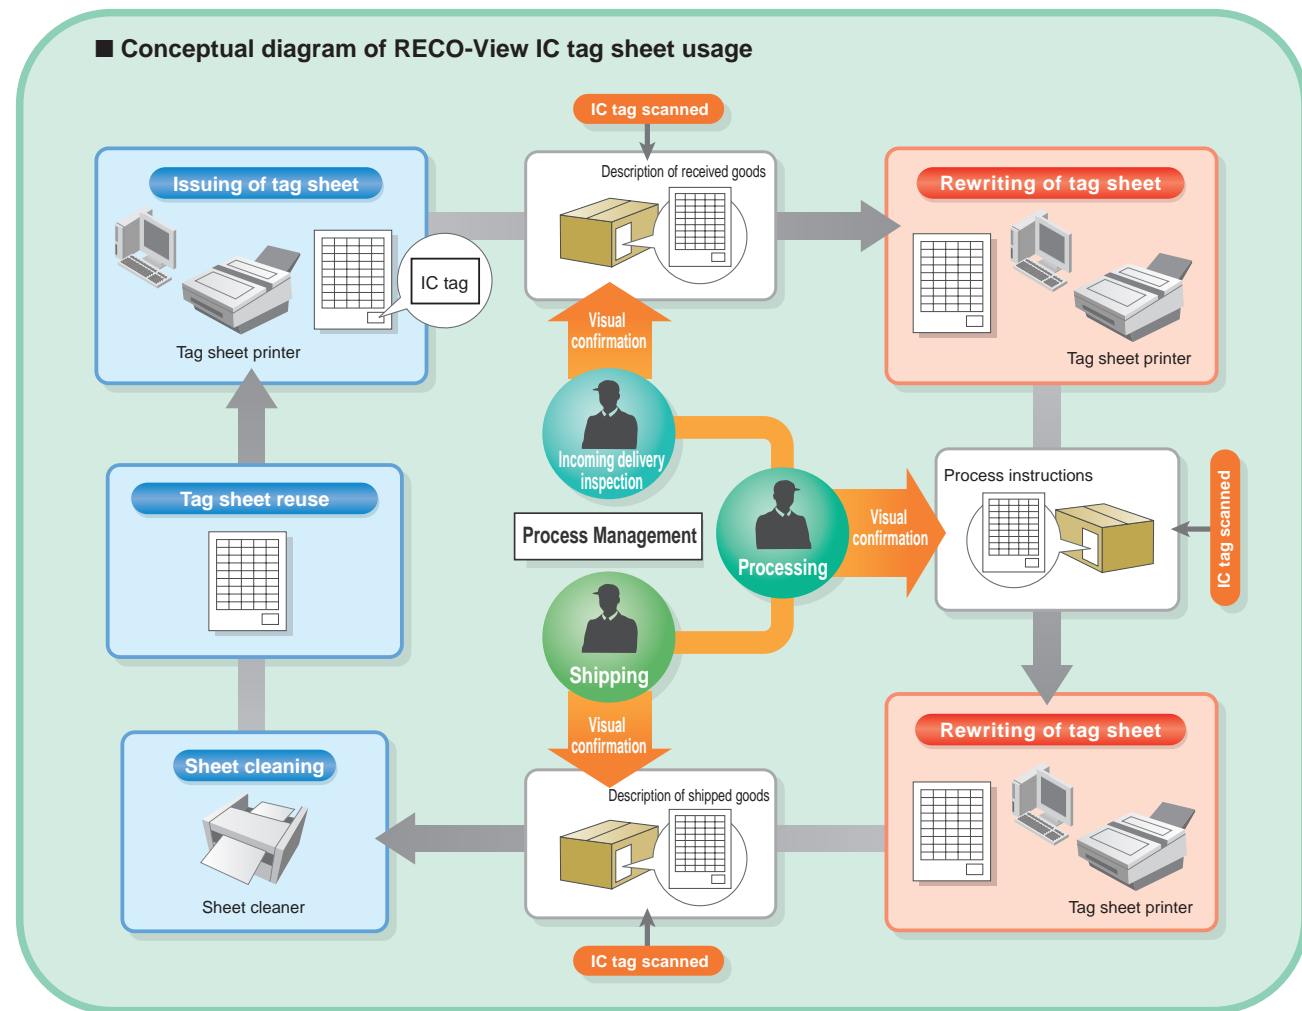 ■ Conceptual diagram of RECO-View IC tag sheet usage
IC tag scanned
Issuing of tag sheet
IC tag
Tag sheet printer
Description of received goods
Rewriting of tag sheet
Tag sheet printer
Visual
confirmation
Incoming delivery
inspection
Tag sheet reuse
Process Management
Processing
Visual
confirmation
Process instructions
IC tag scanned
Shipping
Visual
confirmation
Rewriting of tag sheet
Tag sheet printer
Sheet cleaning
Sheet cleaner
Description of shipped goods
IC tag scanned